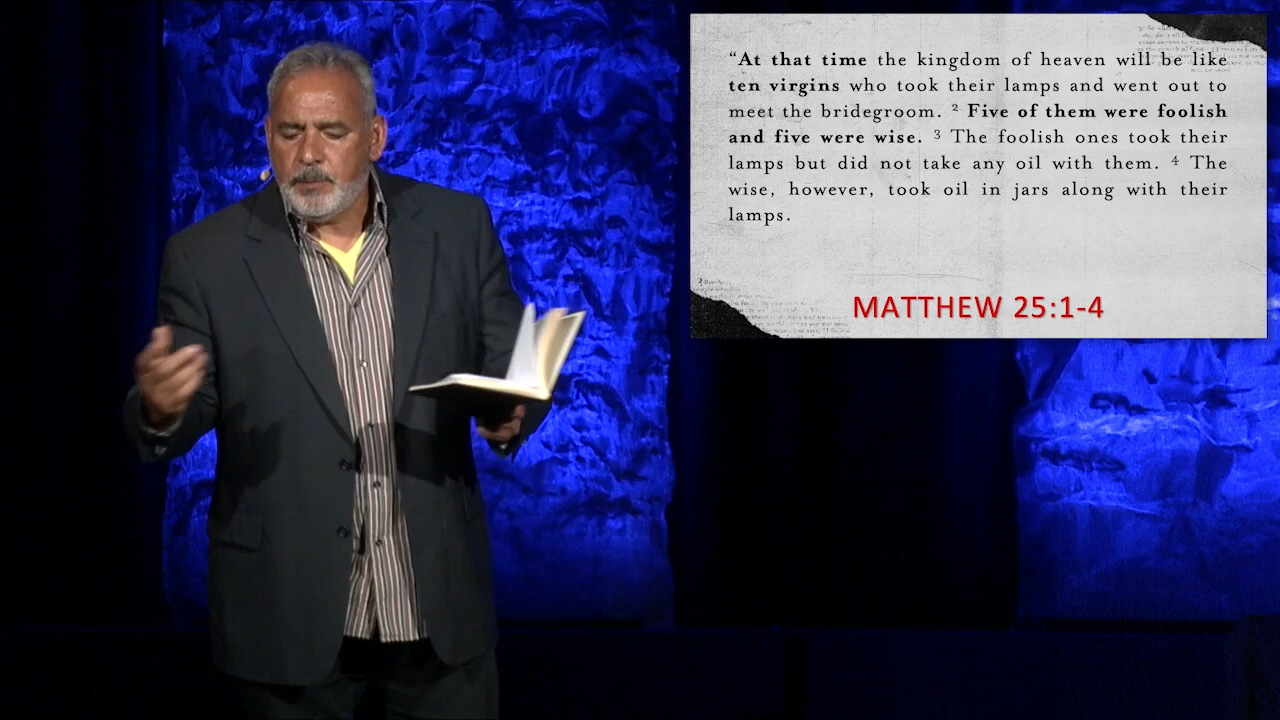 “At that time the kingdom of heaven will be like
ten virgins who took their lamps and went out to
meet the bridegroom. ² Five of them were foolish
and five were wise. ³ The foolish ones took their
lamps but did not take any oil with them. ⁴ The
wise, however, took oil in jars along with their
lamps.
MATTHEW 25:1-4